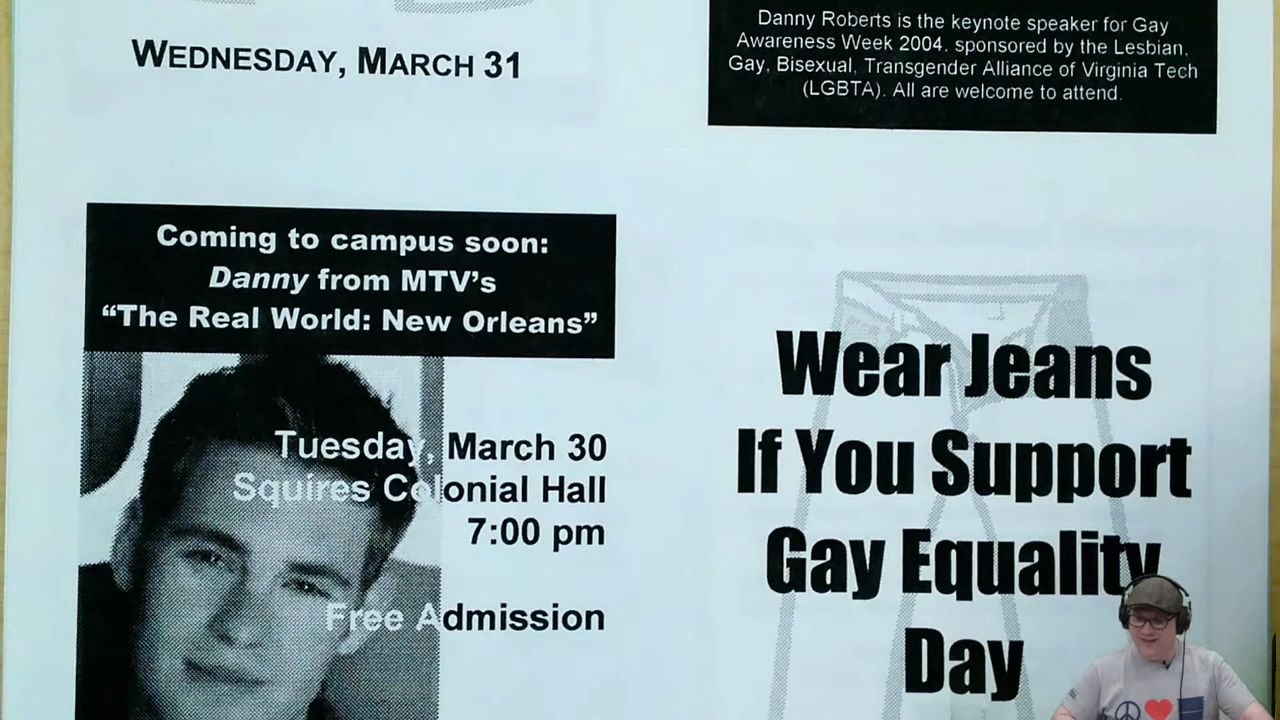 WEDNESDAY, MARCH 31
Danny Roberts is the keynote speaker for Gay
Awareness Week 2004, sponsored by the Lesbian,
Gay, Bisexual, Transgender Alliance of Virginia Tech
(LGBTA). All are welcome to attend.
Coming to campus soon:
Danny from MTV's
“The Real World: New Orleans”
Tuesday, March 30
Squires Colonial Hall
7:00 pm
Free Admission
Wear Jeans
If You Support
Gay Equality
Day